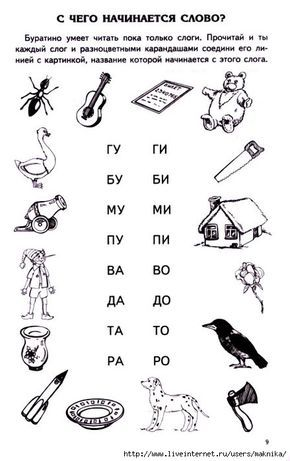 С ЧЕГО НАЧИНАЕТСЯ СЛОВО?
Буратино умеет читать пока только слоги. Прочитай и ты
каждый слог и разноцветными карандашами соедини его ли-
нией с картинкой, название которой начинается с этого слога.
ГУ ГИ
БУ БИ
МУ МИ
ПУ ПИ
ВА ВО
ДА ДО
ТА ТО
РА РО
9
http://www.liveinternet.ru/users/maknika/